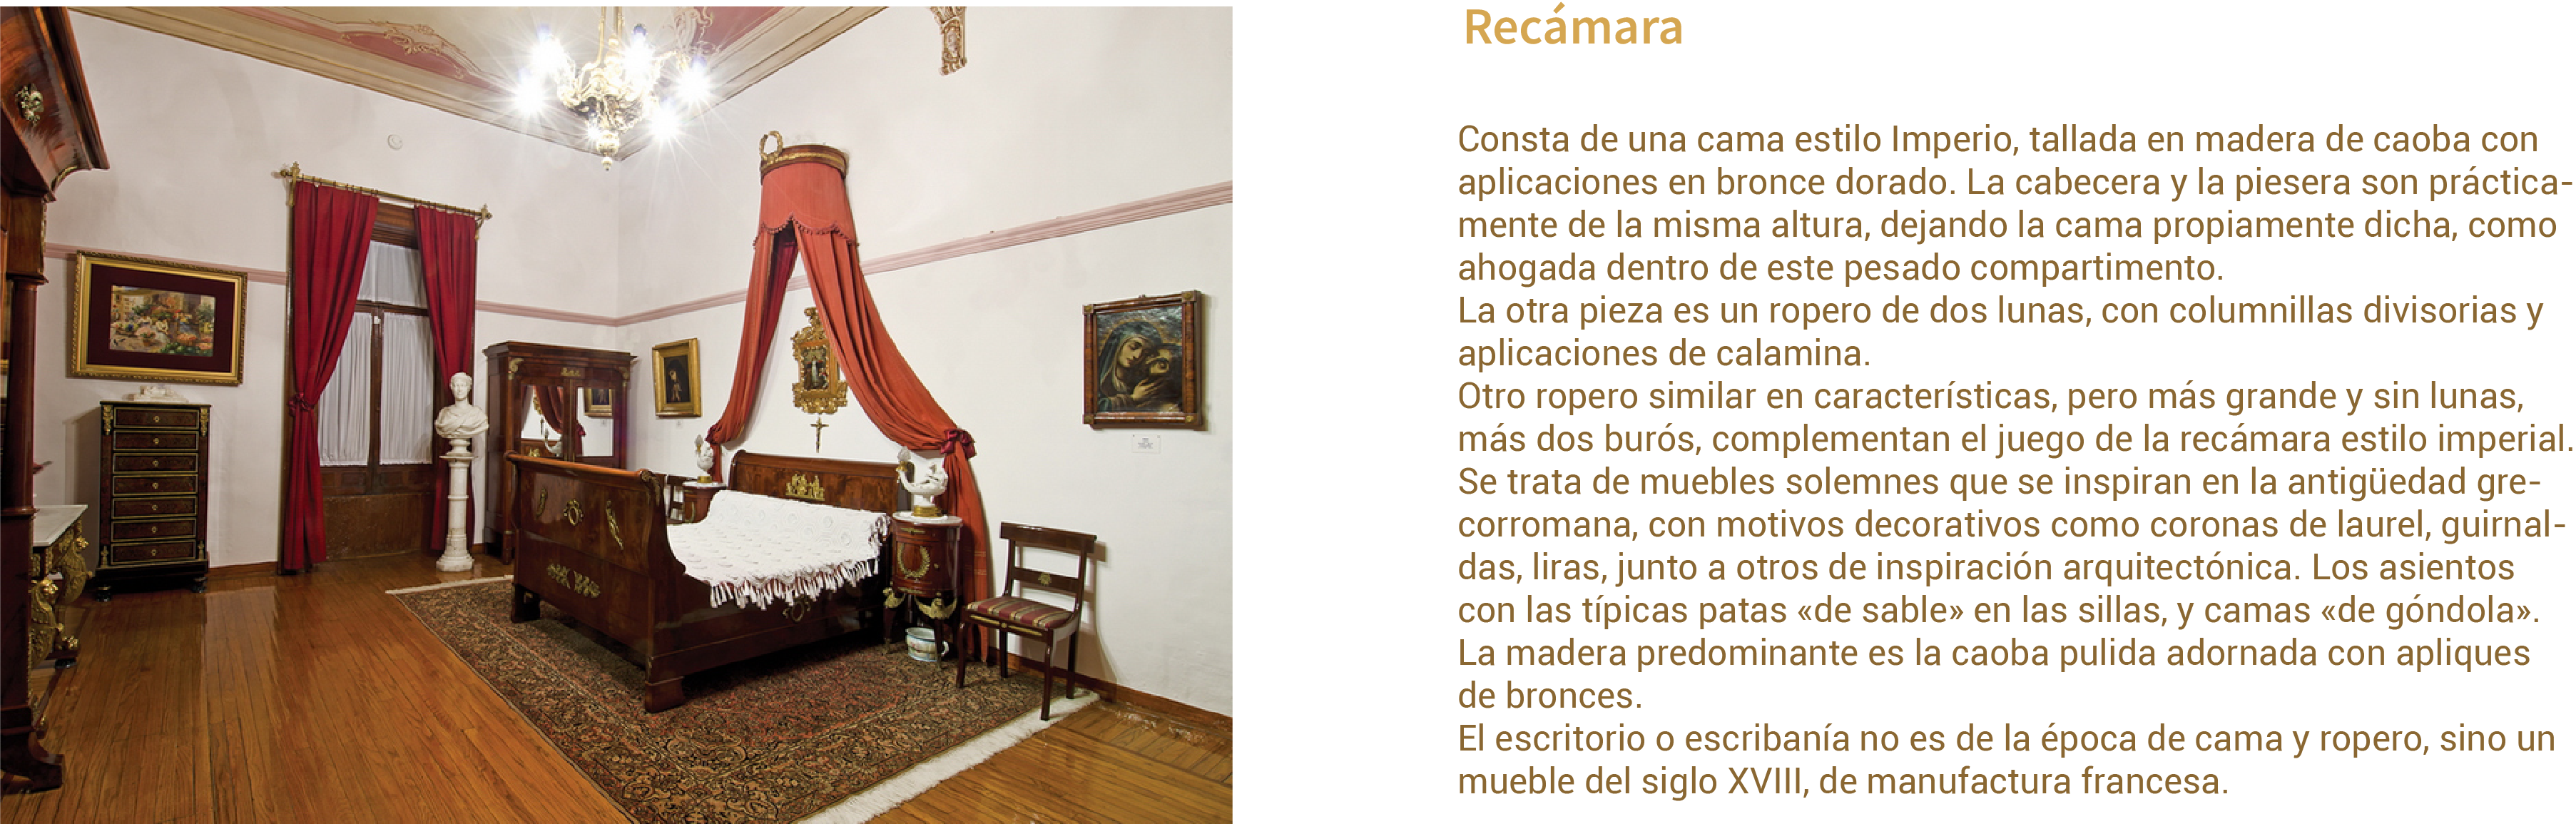 Recámara
Consta de una cama estilo Imperio, tallada en madera de caoba con
aplicaciones en bronce dorado. La cabecera y la piesera son práctica-
mente de la misma altura, dejando la cama propiamente dicha, como
ahogada dentro de este pesado compartimento.
La otra pieza es un ropero de dos lunas, con columnillas divisorias y
aplicaciones de calamina.
Otro ropero similar en características, pero más grande y sin lunas,
más dos burós, complementan el juego de la recámara estilo imperial.
Se trata de muebles solemnes que se inspiran en la antigüedad gre-
corromana, con motivos decorativos como coronas de laurel, guirnal-
das, liras, junto a otros de inspiración arquitectónica. Los asientos
con las típicas patas «de sable» en las sillas, y camas «de góndola».
La madera predominante es la caoba pulida adornada con apliques
de bronces.
El escritorio o escribanía no es de la época de cama y ropero, sino un
mueble del siglo XVIII, de manufactura francesa.